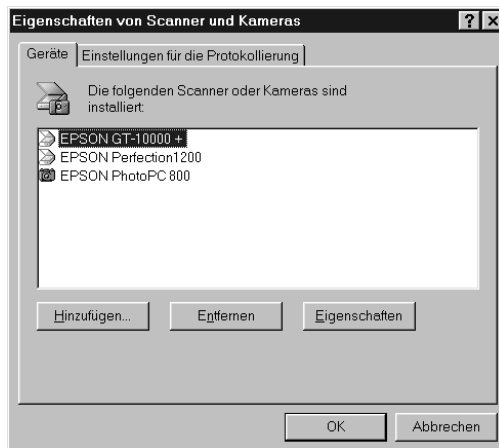 Eigenschaften von Scanner und Kameras
Geräte
Einstellungen für die Protokollierung
Die folgenden Scanner oder Kameras sind
installiert:
EPSON GT-10000 +
EPSON Perfection1200
EPSON PhotoPC 800
Hinzufügen...
Entfernen
Eigenschaften
OK
Abbrechen